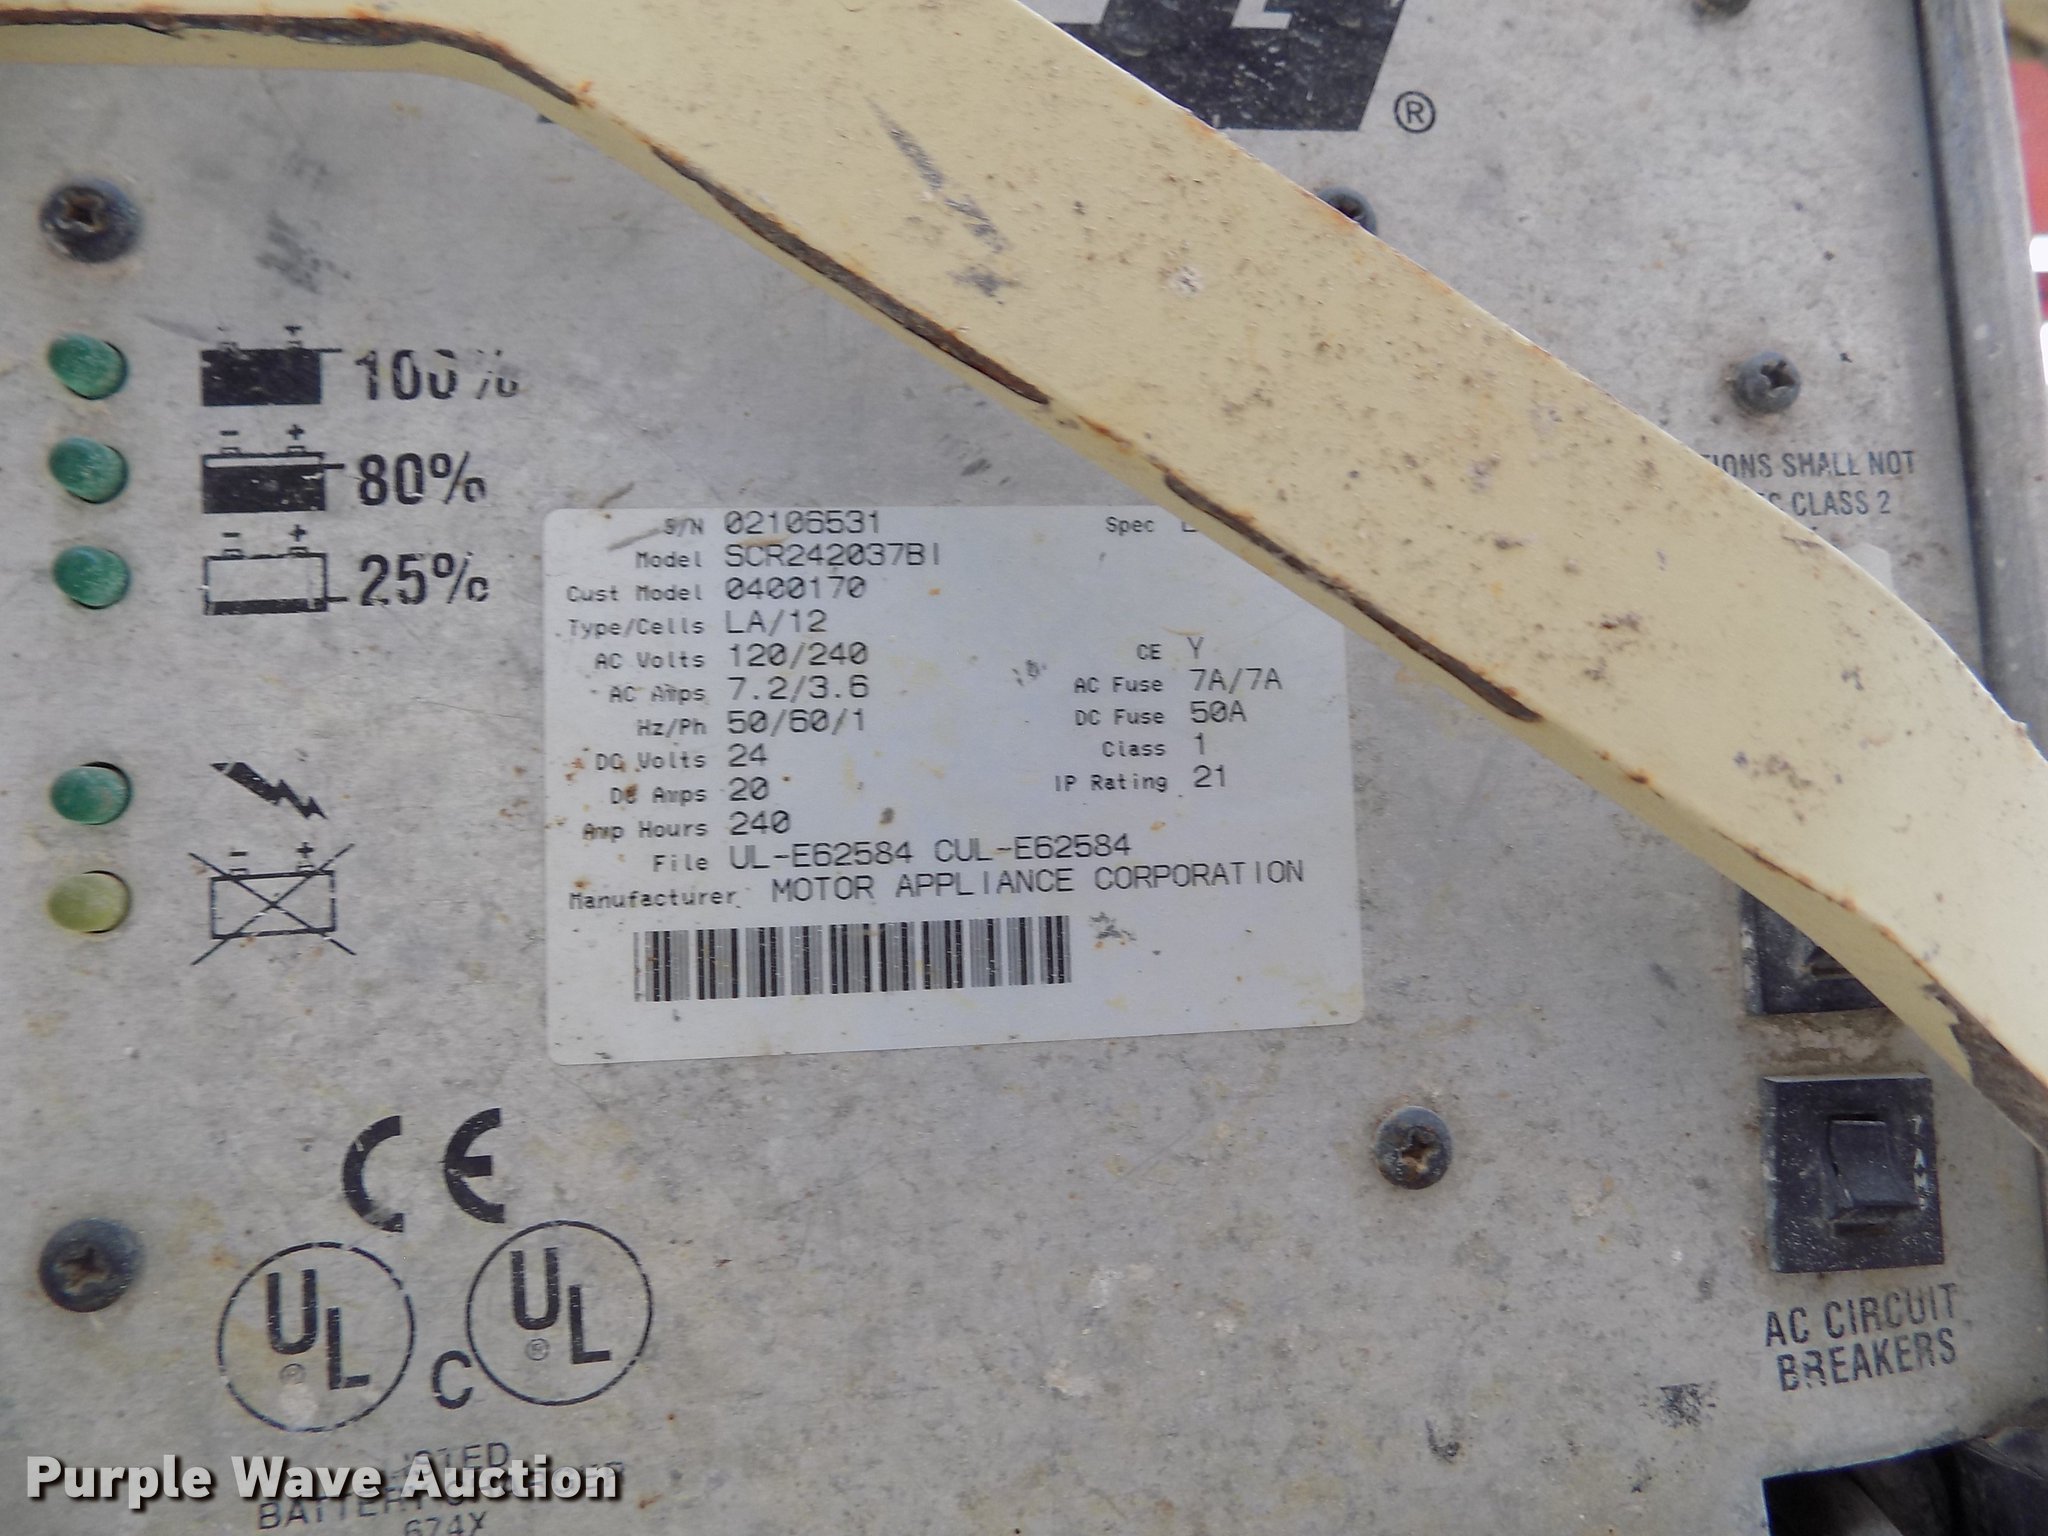 ®
100%
80%
25%
S/N 02106531 Spec
Model SCR242037BI
Cust Model 0400170
Type/Cells LA/12
AC Volts 120/240 CE Y
AC Amps 7.2/3.6 AC Fuse 7A/7A
Hz/Ph 50/60/1 DC Fuse 50A
DC Volts 24 Class 1
DC Amps 20 IP Rating 21
Amp Hours 240
File UL-E62584 CUL-E62584
Manufacturer MOTOR APPLIANCE CORPORATION
SHALL NOT
CLASS 2
CE
UL ®
C UL ®
AC CIRCUIT
BREAKERS
BATTERY
674X
Purple Wave Auction